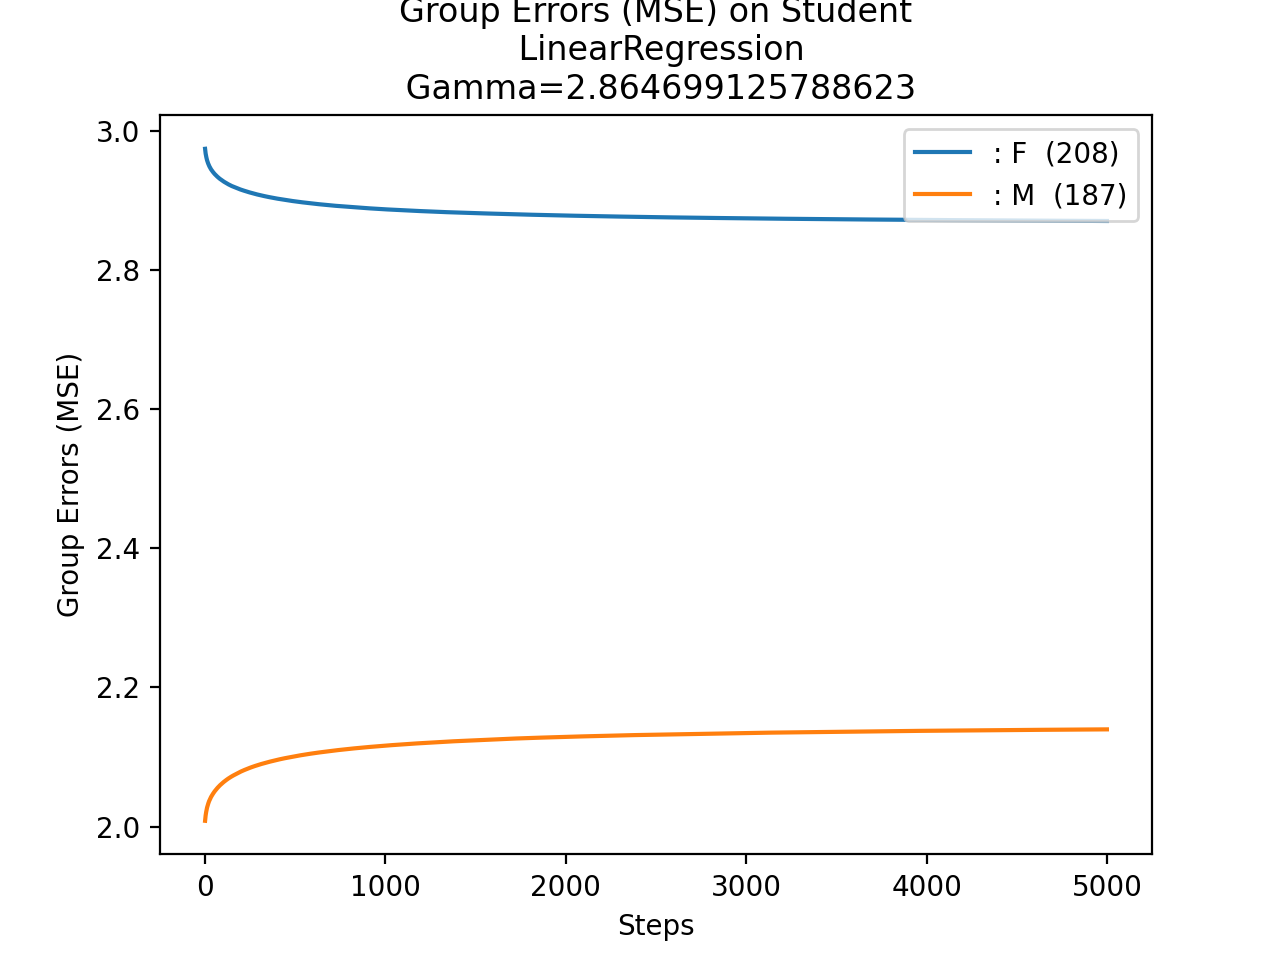 Group Errors (MSE) on Student
LinearRegression
Gamma=2.864699125788623
: F (208)
: M (187)
3.0
2.8
2.6
2.4
2.2
2.0
Group Errors (MSE)
0 1000 2000 3000 4000 5000
Steps